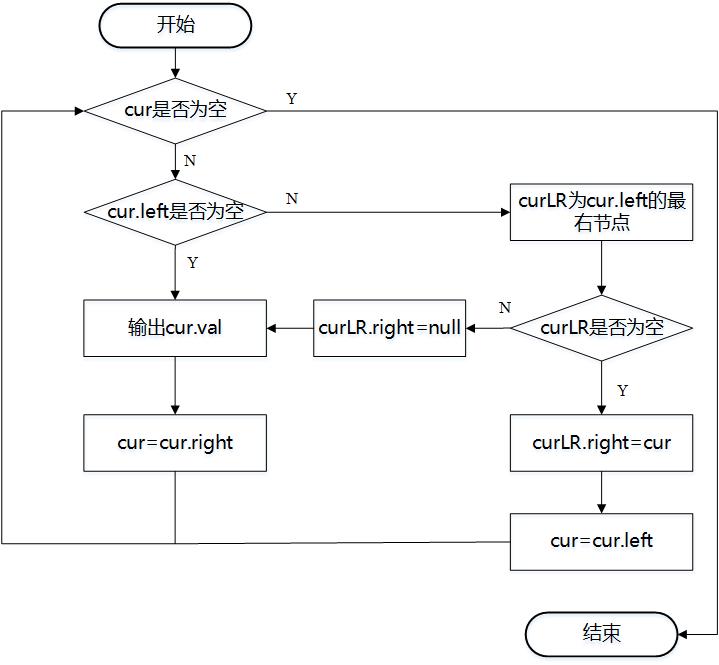 开始
cur是否为空
Y
N
cur.left是否为空
N
curLR为cur.left的最
右节点
Y
输出cur.val
curLR.right=null
N
curLR是否为空
Y
cur=cur.right
curLR.right=cur
cur=cur.left
结束